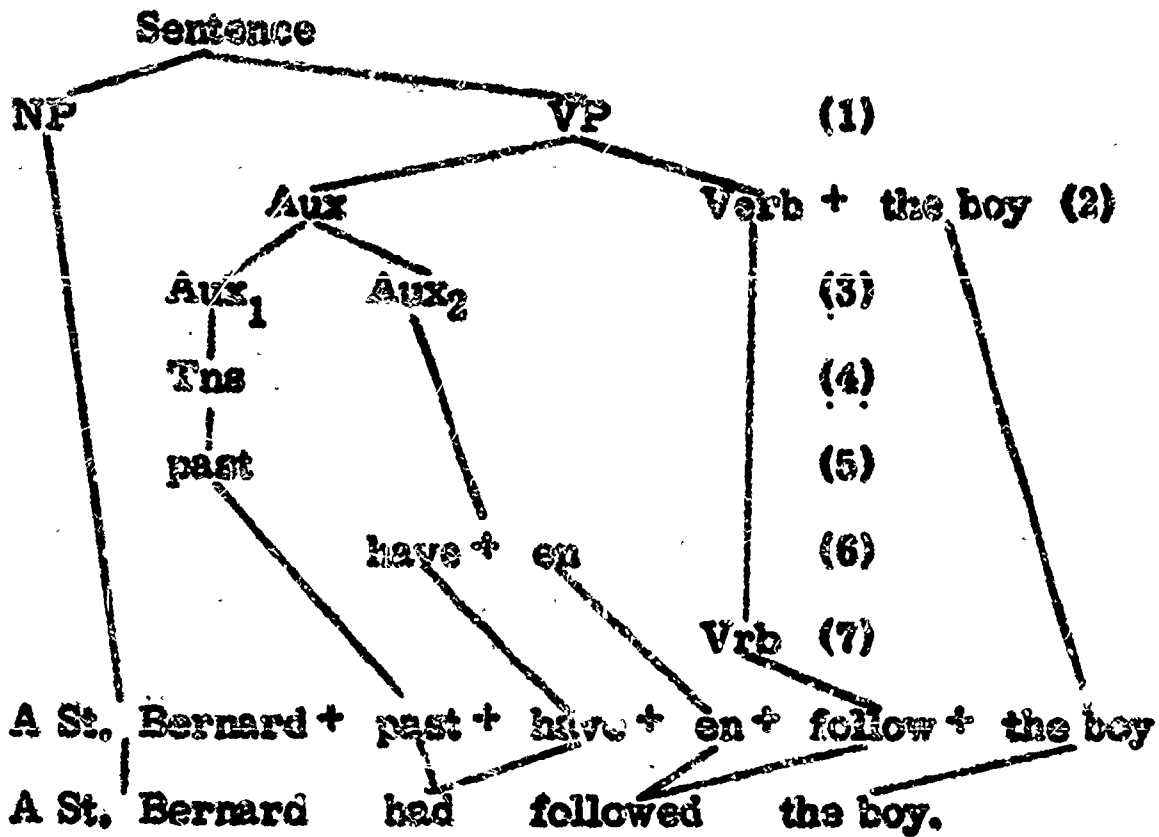 Sentence
NP VP (1)
Aux Verb + the boy (2)
Aux1 Aux2 (3)
Tns (4)
past (5)
have + en (6)
Vrb (7)
A St. Bernard + past + have + en + follow + the boy
A St. Bernard had followed the boy.